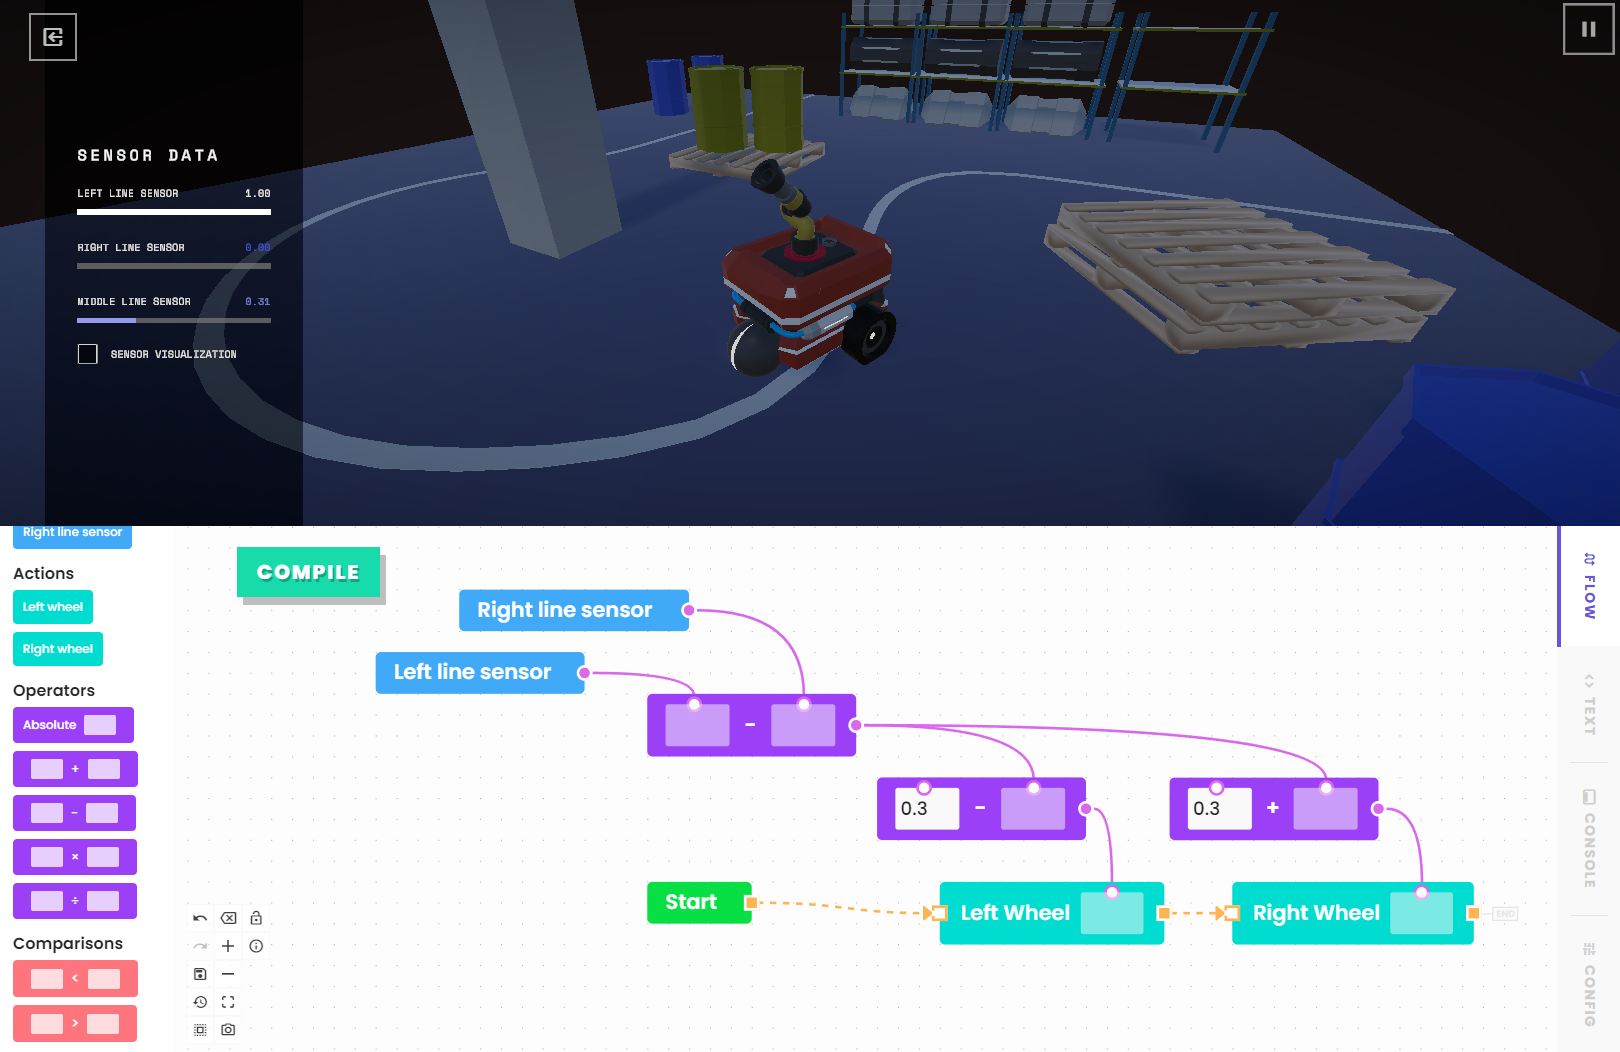 SENSOR DATA
LEFT LINE SENSOR 1.00
RIGHT LINE SENSOR 0.00
MIDDLE LINE SENSOR 0.31
SENSOR VISUALIZATION
Right line sensor
Actions
Left wheel
Right wheel
Operators
Absolute
+
-
×
÷
Comparisons
<
>
COMPILE
Right line sensor
Left line sensor
-
0.3 -
0.3 +
Start
Left Wheel
Right Wheel
END
FLOW
TEXT
CONSOLE
CONFIG